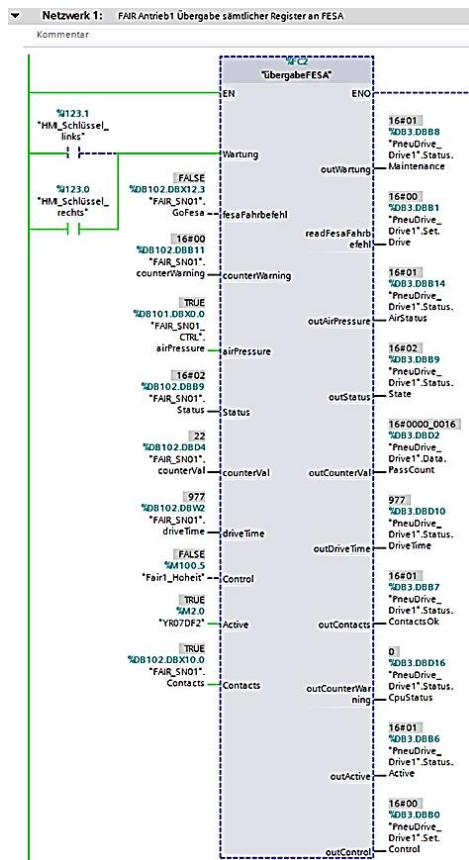 Netzwerk 1: FAIR Antrieb1 Übergabe sämtlicher Register an FESA
Kommentar
%FC2
"übergabeFESA"
EN
ENO
%I123.1
"HMI_Schlüssel_
links"
Wartung
%I123.0
"HMI_Schlüssel_
rechts"
FALSE
%DB102.DBX12.3
"FAIR_SN01".
GoFesa
fesaFahrbefehl
16#00
%DB102.DBB11
"FAIR_SN01".
counterWarning
counterWarning
TRUE
%DB101.DBX0.0
"FAIR_SN01_
CTRL".
airPressure
airPressure
16#02
%DB102.DBB9
"FAIR_SN01".
Status
Status
22
%DB102.DBD4
"FAIR_SN01".
counterVal
counterVal
977
%DB102.DBW2
"FAIR_SN01".
driveTime
driveTime
FALSE
%M100.5
"Fair1_Hoheit"
Control
TRUE
%M2.0
"YR07DF2"
Active
TRUE
%DB102.DBX10.0
"FAIR_SN01".
Contacts
Contacts
16#01
%DB3.DBB8
"PneuDrive_
Drive1".Status.
Maintenance
outWartung
16#00
%DB3.DBB1
"PneuDrive_
Drive1".Set.
Drive
readFesaFahrb
efehl
16#01
%DB3.DBB14
"PneuDrive_
Drive1".Status.
AirStatus
outAirPressure
16#02
%DB3.DBB9
"PneuDrive_
Drive1".Status.
State
outStatus
16#0000_0016
%DB3.DBD2
"PneuDrive_
Drive1".Data.
PassCount
outCounterVal
977
%DB3.DBD10
"PneuDrive_
Drive1".Status.
DriveTime
outDriveTime
16#01
%DB3.DBB7
"PneuDrive_
Drive1".Status.
ContactsOk
outContacts
0
%DB3.DBD16
"PneuDrive_
Drive1".Status.
CpuStatus
outCounterWar
ning
16#01
%DB3.DBB6
"PneuDrive_
Drive1".Status.
Active
outActive
16#00
%DB3.DBB0
"PneuDrive_
Drive1".Set.
Control
outControl